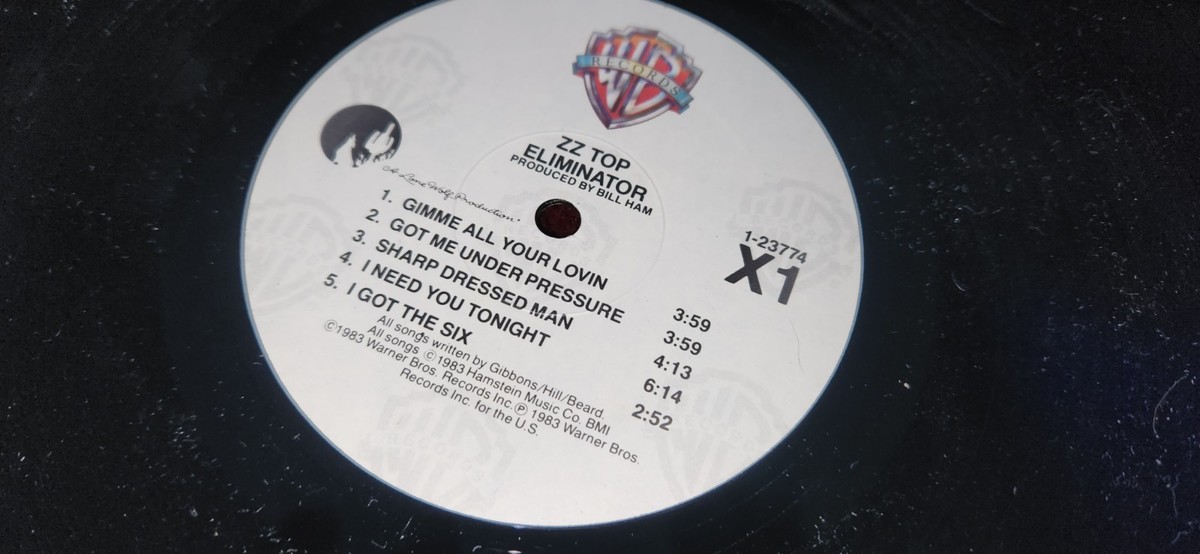 WB
RECORDS
ZZ TOP
ELIMINATOR
PRODUCED BY BILL HAM
A Lone Wolf Production
1-23774
X1
1. GIMME ALL YOUR LOVIN 3:59
2. GOT ME UNDER PRESSURE 3:59
3. SHARP DRESSED MAN 4:13
4. I NEED YOU TONIGHT 6:14
5. I GOT THE SIX 2:52
All songs written by Gibbons/Hill/Beard.
All songs ©1983 Hamstein Music Co. BMI
©1983 Warner Bros. Records Inc. ℗ 1983 Warner Bros.
Records Inc. for the U.S.